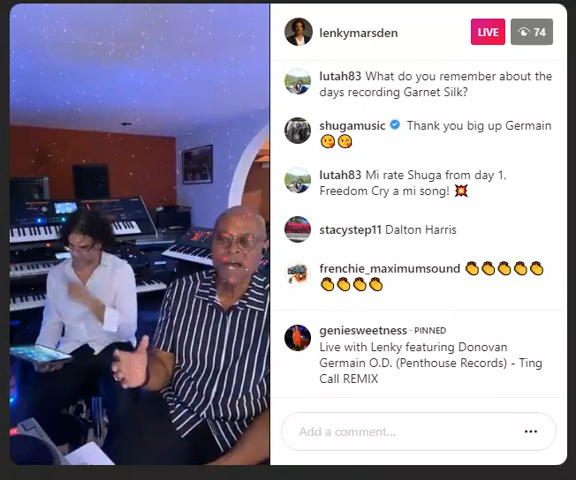 lenkymarsden
LIVE
74
lutah83 What do you remember about the
days recording Garnet Silk?
shugamusic Thank you big up Germain
😘😘
lutah83 Mi rate Shuga from day 1,
Freedom Cry a mi song! 💥
stacystep11 Dalton Harris
frenchie_maximumsound 👏👏👏👏👏
👏👏👏👏
geniesweetness · PINNED
Live with Lenky featuring Donovan
Germain O.D. (Penthouse Records) - Ting
Call REMIX
Add a comment...